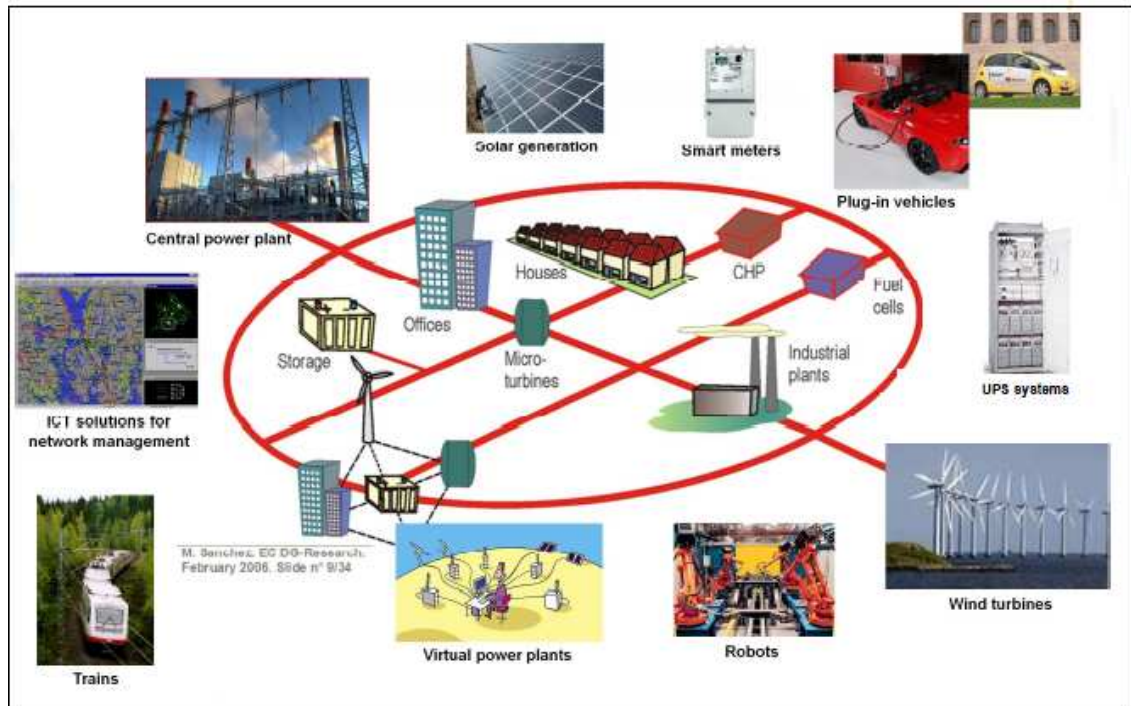 Solar generation
Smart meters
Plug-in vehicles
Central power plant
Houses
CHP
Fuel
cells
Offices
Storage
Micro-
turbines
Industrial
plants
UPS systems
ICT solutions for
network management
M. Sanchez, EC DG-Research,
February 2006. Slide n° 9/34
Wind turbines
Virtual power plants
Robots
Trains